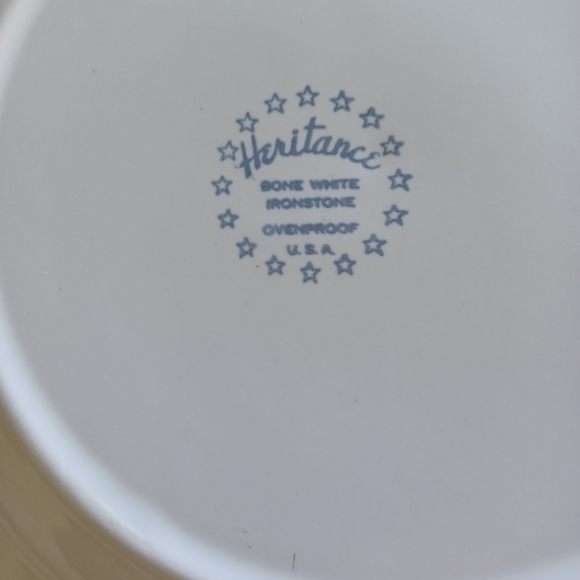 Heritance
BONE WHITE
IRONSTONE
OVENPROOF
U.S.A.